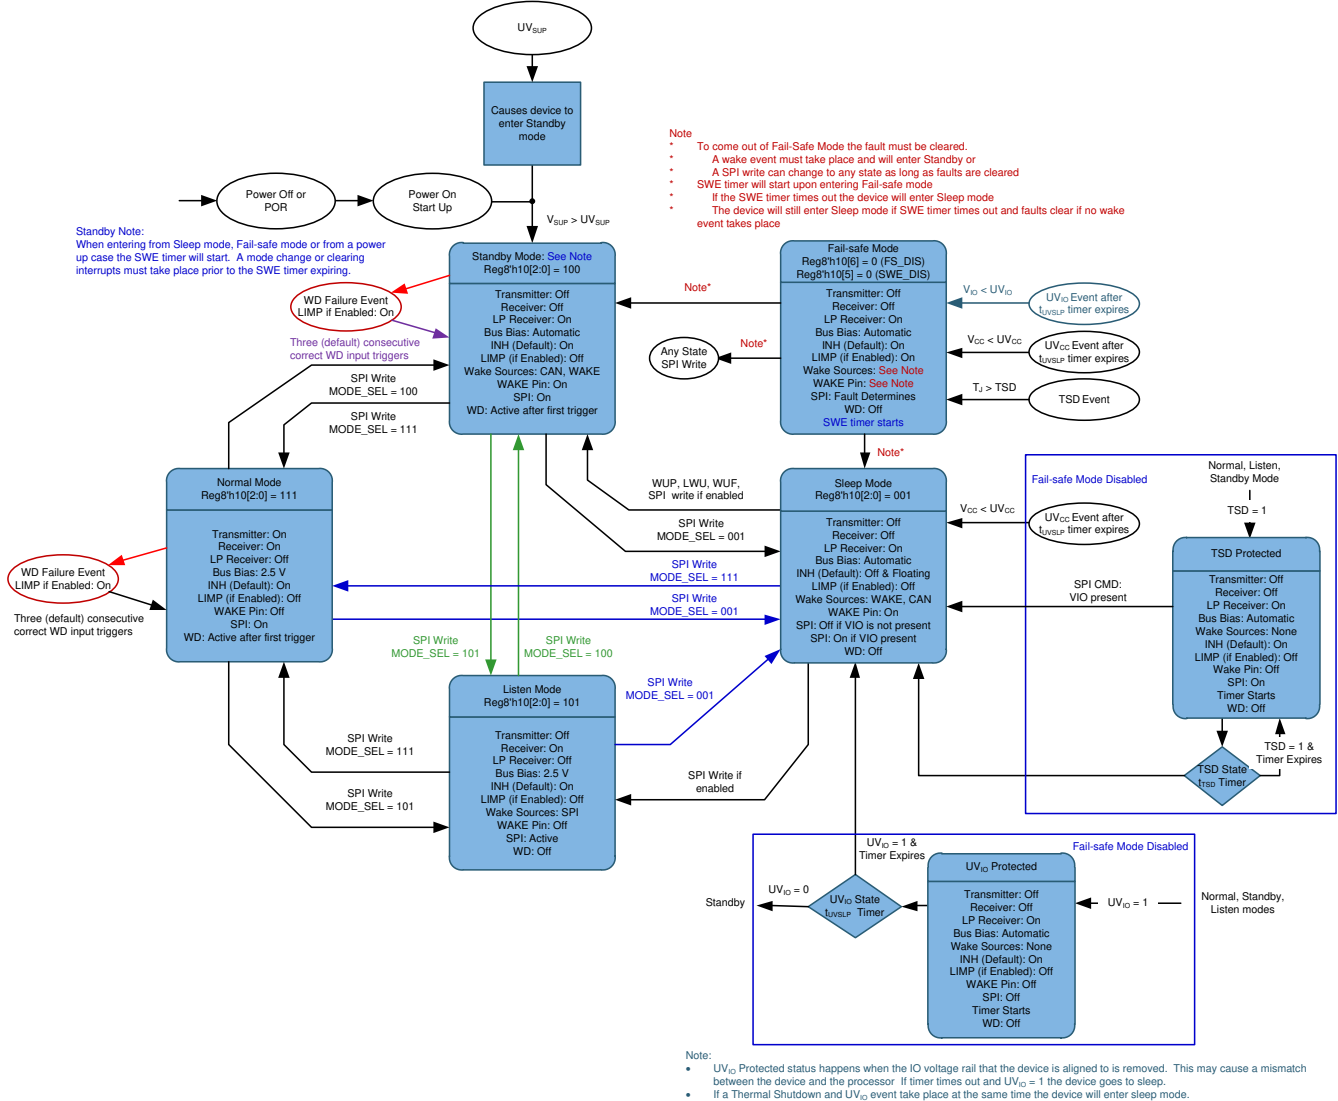 UVSUP
Causes device to
enter Standby
mode
Power Off or
POR
Power On
Start Up
VSUP > UVSUP
Note
* To come out of Fail-Safe Mode the fault must be cleared.
* A wake event must take place and will enter Standby or
* A SPI write can change to any state as long as faults are cleared
* SWE timer will start upon entering Fail-safe mode
* If the SWE timer times out the device will enter Sleep mode
* The device will still enter Sleep mode if SWE timer times out and faults clear if no wake
event takes place
Standby Note:
When entering from Sleep mode, Fail-safe mode or from a power
up case the SWE timer will start. A mode change or clearing
interrupts must take place prior to the SWE timer expiring.
Standby Mode: See Note
Reg8'h10[2:0] = 100
Transmitter: Off
Receiver: Off
LP Receiver: On
Bus Bias: Automatic
INH (Default): On
LIMP (if Enabled): Off
Wake Sources: CAN, WAKE
WAKE Pin: On
SPI: On
WD: Active after first trigger
WD Failure Event
LIMP if Enabled: On
Three (default) consecutive
correct WD input triggers
SPI Write
MODE_SEL = 100
SPI Write
MODE_SEL = 111
Fail-safe Mode
Reg8'h10[6] = 0 (FS_DIS)
Reg8'h10[5] = 0 (SWE_DIS)
Transmitter: Off
Receiver: Off
LP Receiver: On
Bus Bias: Automatic
INH (Default): On
LIMP (if Enabled): On
Wake Sources: See Note
WAKE Pin: See Note
SPI: Fault Determines
WD: Off
SWE timer starts
Note*
Note*
Any State
SPI Write
VIO < UVIO
UVIO Event after
tUVSLP timer expires
VCC < UVCC
UVCC Event after
tUVSLP timer expires
TJ > TSD
TSD Event
Note*
Normal Mode
Reg8'h10[2:0] = 111
Transmitter: On
Receiver: On
LP Receiver: Off
Bus Bias: 2.5 V
INH (Default): On
LIMP (if Enabled): Off
WAKE Pin: Off
SPI: On
WD: Active after first trigger
WD Failure Event
LIMP if Enabled: On
Three (default) consecutive
correct WD input triggers
WUP, LWU, WUF,
SPI write if enabled
SPI Write
MODE_SEL = 001
SPI Write
MODE_SEL = 111
SPI Write
MODE_SEL = 001
Sleep Mode
Reg8'h10[2:0] = 001
Transmitter: Off
Receiver: Off
LP Receiver: On
Bus Bias: Automatic
INH (Default): Off & Floating
LIMP (if Enabled): Off
Wake Sources: WAKE, CAN
WAKE Pin: On
SPI: Off if VIO is not present
SPI: On if VIO present
WD: Off
VCC < UVCC
UVCC Event after
tUVSLP timer expires
Fail-safe Mode Disabled
Normal, Listen,
Standby Mode
TSD = 1
TSD Protected
Transmitter: Off
Receiver: Off
LP Receiver: On
Bus Bias: Automatic
Wake Sources: None
INH (Default): On
LIMP (if Enabled): Off
Wake Pin: Off
SPI: On
Timer Starts
WD: Off
SPI CMD:
VIO present
TSD State
tTSD Timer
TSD = 1 &
Timer Expires
SPI Write
MODE_SEL = 101
SPI Write
MODE_SEL = 100
SPI Write
MODE_SEL = 001
Listen Mode
Reg8'h10[2:0] = 101
Transmitter: Off
Receiver: On
LP Receiver: Off
Bus Bias: 2.5 V
INH (Default): On
LIMP (if Enabled): Off
Wake Sources: SPI
WAKE Pin: Off
SPI: Active
WD: Off
SPI Write
MODE_SEL = 111
SPI Write
MODE_SEL = 101
SPI Write if
enabled
Fail-safe Mode Disabled
UVIO = 1 &
Timer Expires
UVIO = 0
Standby
UVIO State
tUVSLP Timer
UVIO Protected
Transmitter: Off
Receiver: Off
LP Receiver: On
Bus Bias: Automatic
Wake Sources: None
INH (Default): On
LIMP (if Enabled): Off
WAKE Pin: Off
SPI: Off
Timer Starts
WD: Off
UVIO = 1
Normal, Standby,
Listen modes
Note:
• UVIO Protected status happens when the IO voltage rail that the device is aligned to is removed. This may cause a mismatch
between the device and the processor If timer times out and UVIO = 1 the device goes to sleep.
• If a Thermal Shutdown and UVIO event take place at the same time the device will enter sleep mode.